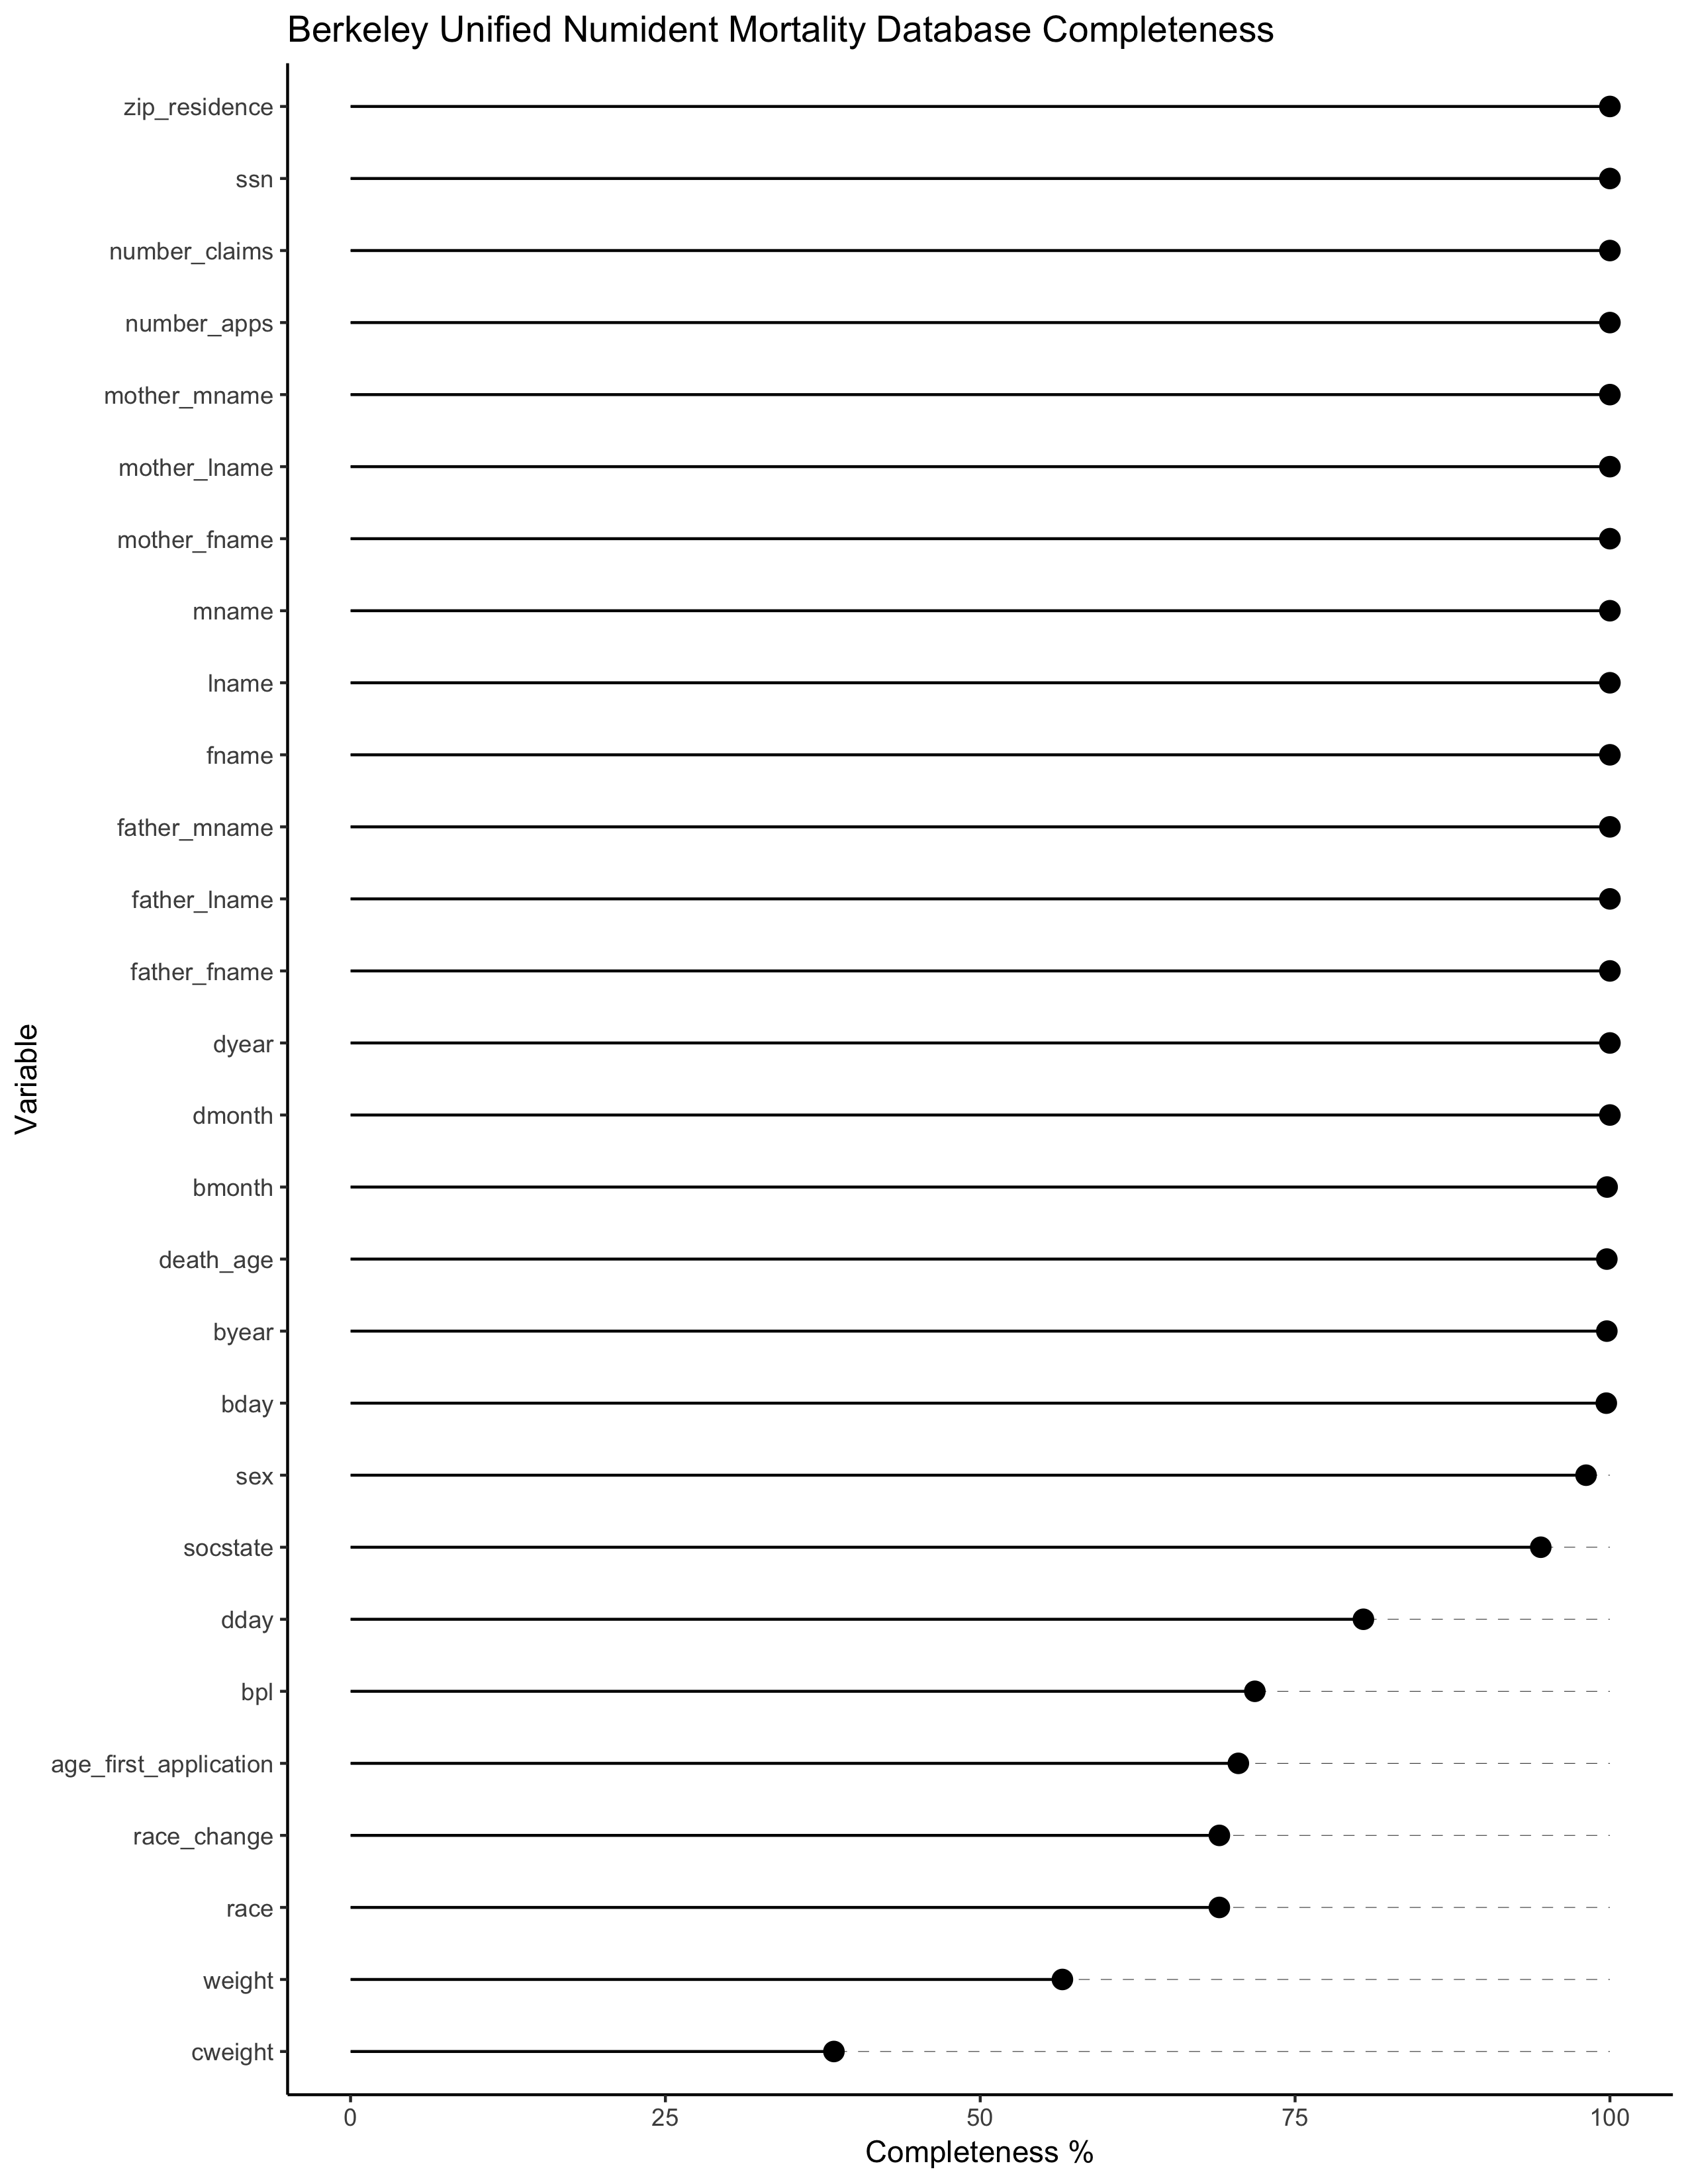 Berkeley Unified Numident Mortality Database Completeness
zip_residence
ssn
number_claims
number_apps
mother_mname
mother_lname
mother_fname
mname
lname
fname
father_mname
father_lname
father_fname
dyear
dmonth
bmonth
death_age
byear
bday
sex
socstate
dday
bpl
age_first_application
race_change
race
weight
cweight
Variable
0 25 50 75 100
Completeness %